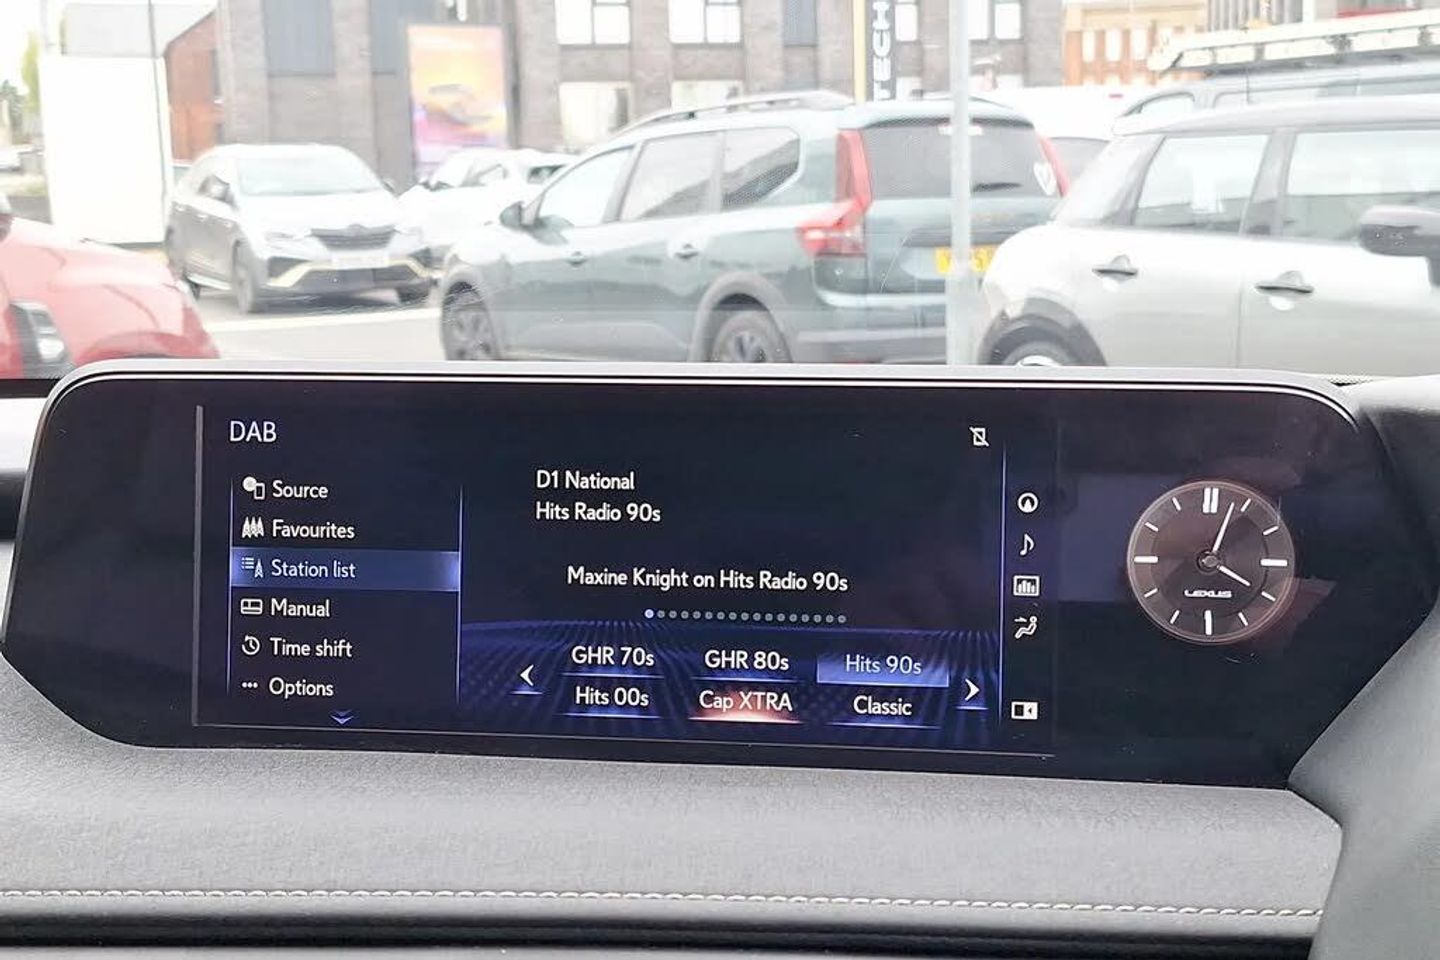 TECH
DAB
Source
Favourites
Station list
Manual
Time shift
Options
D1 National
Hits Radio 90s
Maxine Knight on Hits Radio 90s
GHR 70s
GHR 80s
Hits 90s
Hits 00s
Cap XTRA
Classic
LEXUS